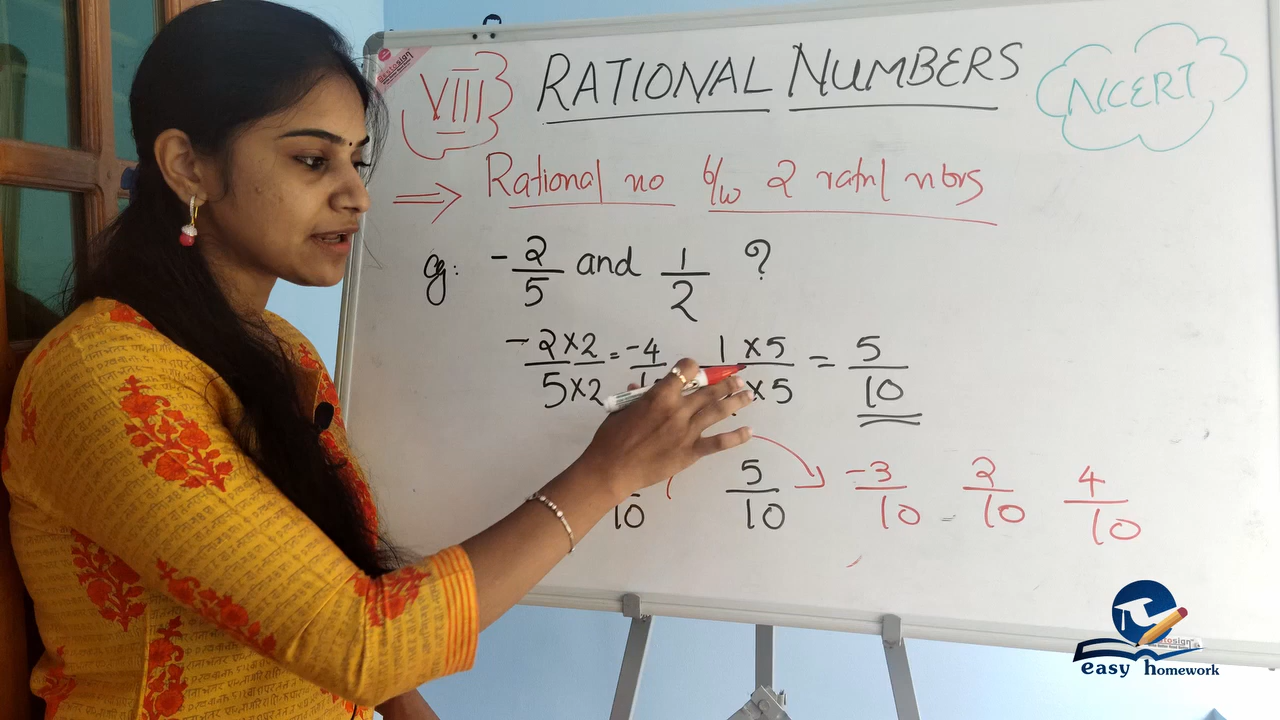 VIII RATIONAL NUMBERS NCERT
⇒ Rational no b/w 2 ratnl nbrs
eg: -2/5 and 1/2 ?
-2×2/5×2 = -4/10 1×5/ ×5 = 5/10
/10 5/10 -3/10 2/10 4/10
easy homework